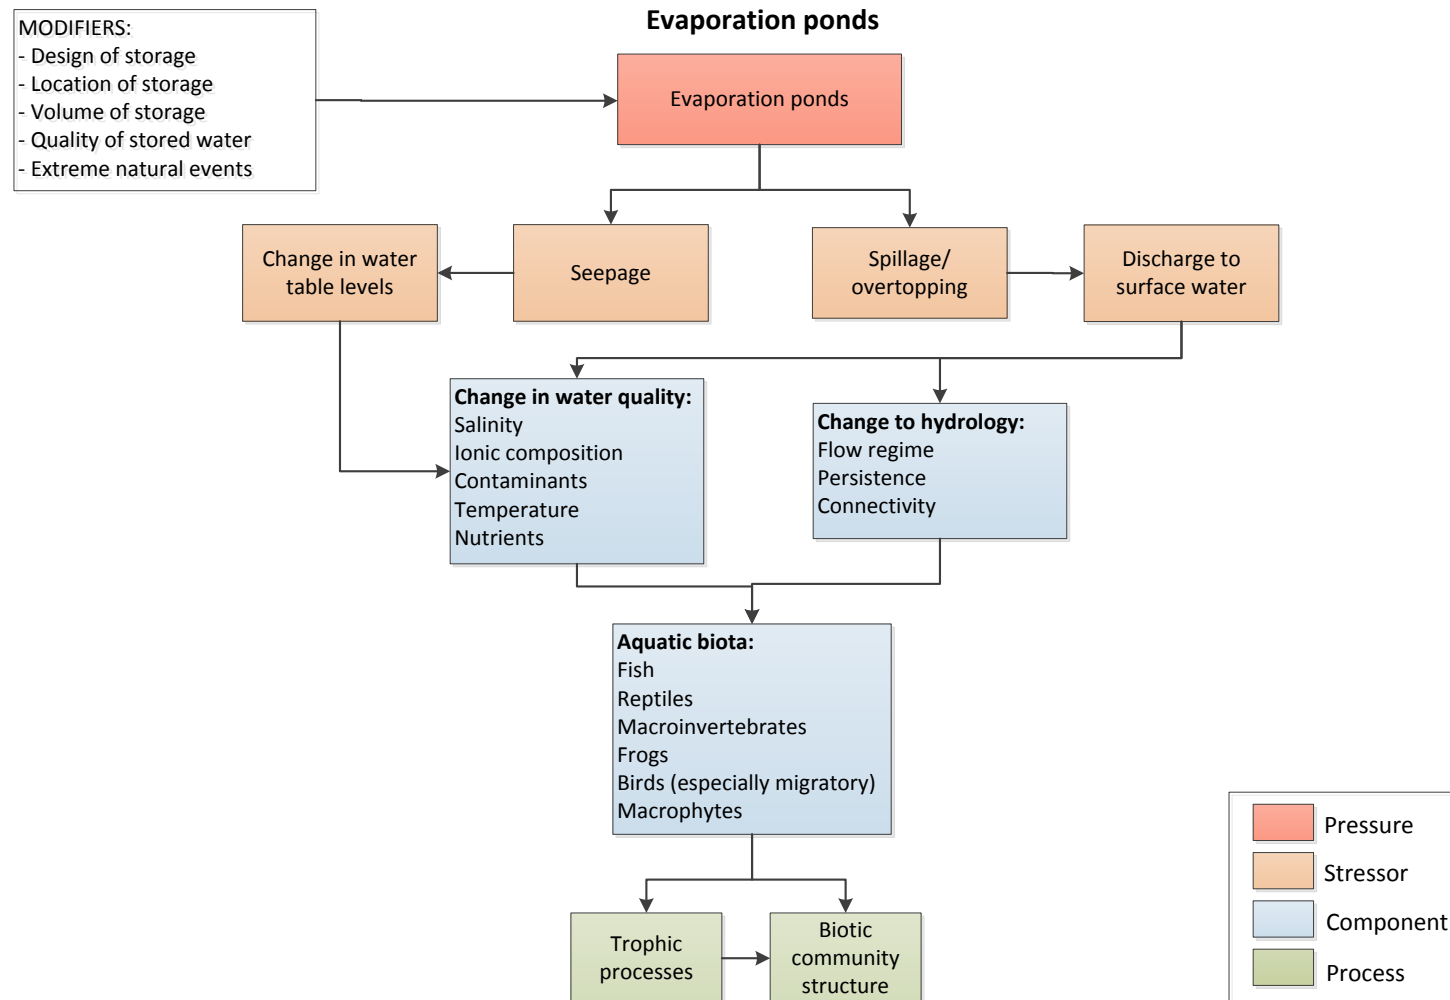 Evaporation ponds
MODIFIERS:
- Design of storage
- Location of storage
- Volume of storage
- Quality of stored water
- Extreme natural events
Evaporation ponds
Change in water
table levels
Seepage
Spillage/
overtopping
Discharge to
surface water
Change in water quality:
Salinity
Ionic composition
Contaminants
Temperature
Nutrients
Change to hydrology:
Flow regime
Persistence
Connectivity
Aquatic biota:
Fish
Reptiles
Macroinvertebrates
Frogs
Birds (especially migratory)
Macrophytes
Trophic
processes
Biotic
community
structure
Pressure
Stressor
Component
Process